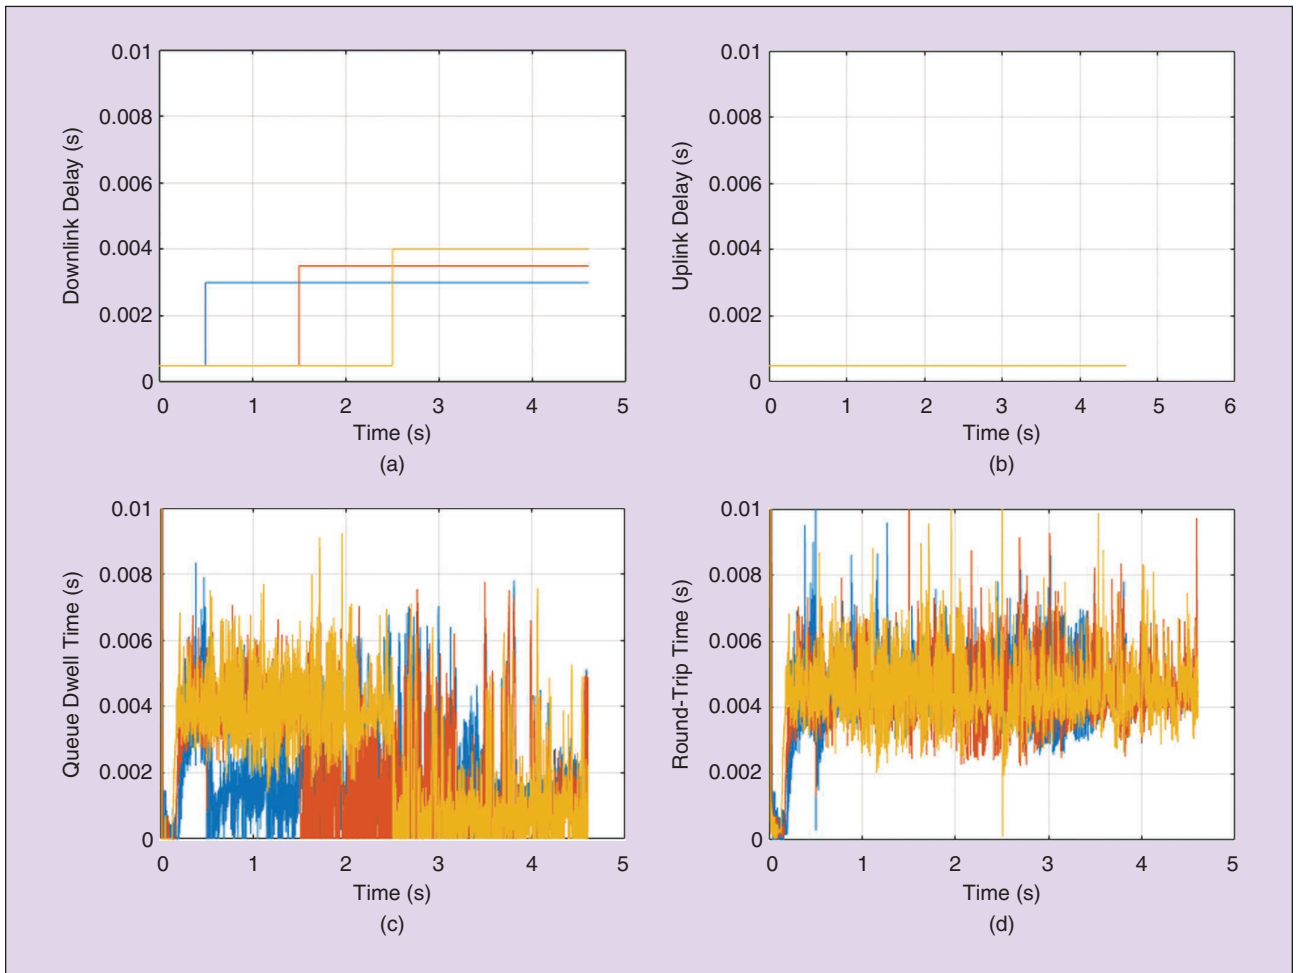 0.01
0.008
0.006
0.004
0.002
0
Downlink Delay (s)
0 1 2 3 4 5
Time (s)
(a)
0.01
0.008
0.006
0.004
0.002
0
Uplink Delay (s)
0 1 2 3 4 5 6
Time (s)
(b)
0.01
0.008
0.006
0.004
0.002
0
Queue Dwell Time (s)
0 1 2 3 4 5
Time (s)
(c)
0.01
0.008
0.006
0.004
0.002
0
Round-Trip Time (s)
0 1 2 3 4 5
Time (s)
(d)